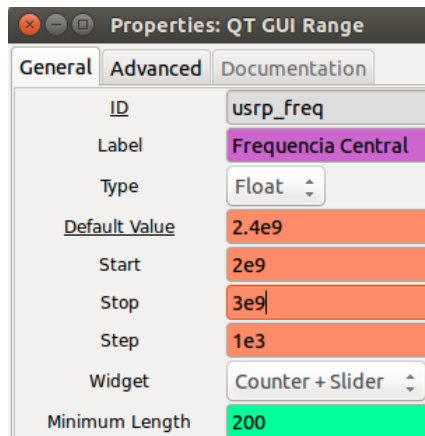 Properties: QT GUI Range
General Advanced Documentation
ID usrp_freq
Label Frequencia Central
Type Float
Default Value 2.4e9
Start 2e9
Stop 3e9
Step 1e3
Widget Counter + Slider
Minimum Length 200